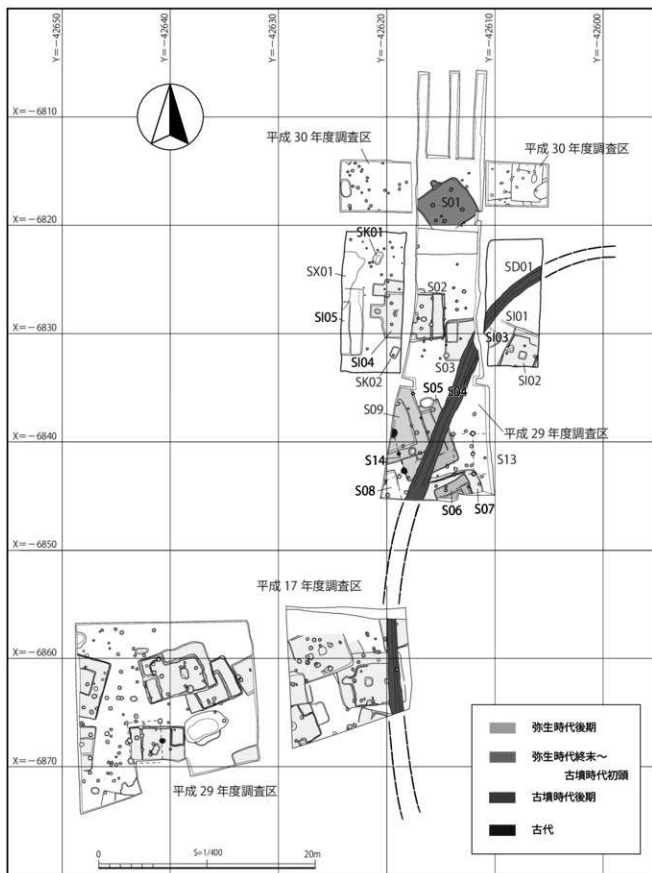 Y=−42650
Y=−42640
Y=−42630
Y=−42620
Y=−42610
Y=−42600
X=−6810
平成 30 年度調査区
平成 30 年度調査区
S01
X=−6820
SK01
SX01
SD01
S02
SI05
SI01
X=−6830
SI03
SI04
S03
SI02
SK02
S05
S04
S09
平成 29 年度調査区
X=−6840
S14
S13
S08
S06
S07
X=−6850
平成 17 年度調査区
X=−6860
弥生時代後期
弥生時代終末〜
古墳時代初頭
X=−6870
平成 29 年度調査区
古墳時代後期
古代
S=1/400
0
20m